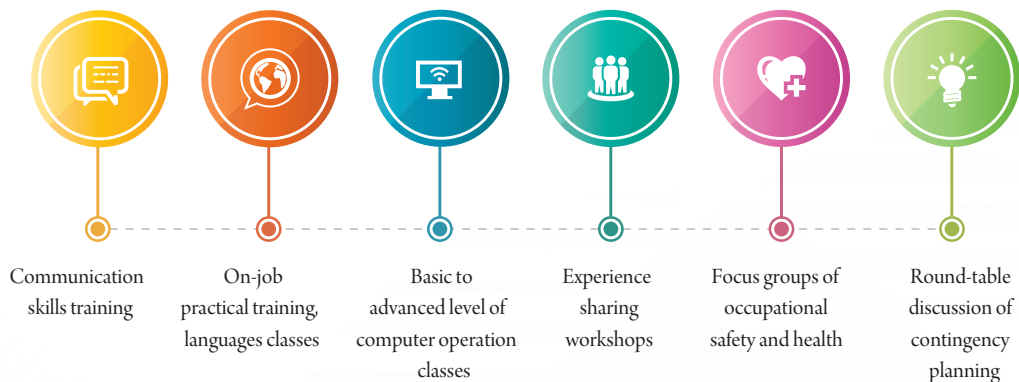 Communication
skills training
On-job
practical training,
languages classes
Basic to
advanced level of
computer operation
classes
Experience
sharing
workshops
Focus groups of
occupational
safety and health
Round-table
discussion of
contingency
planning